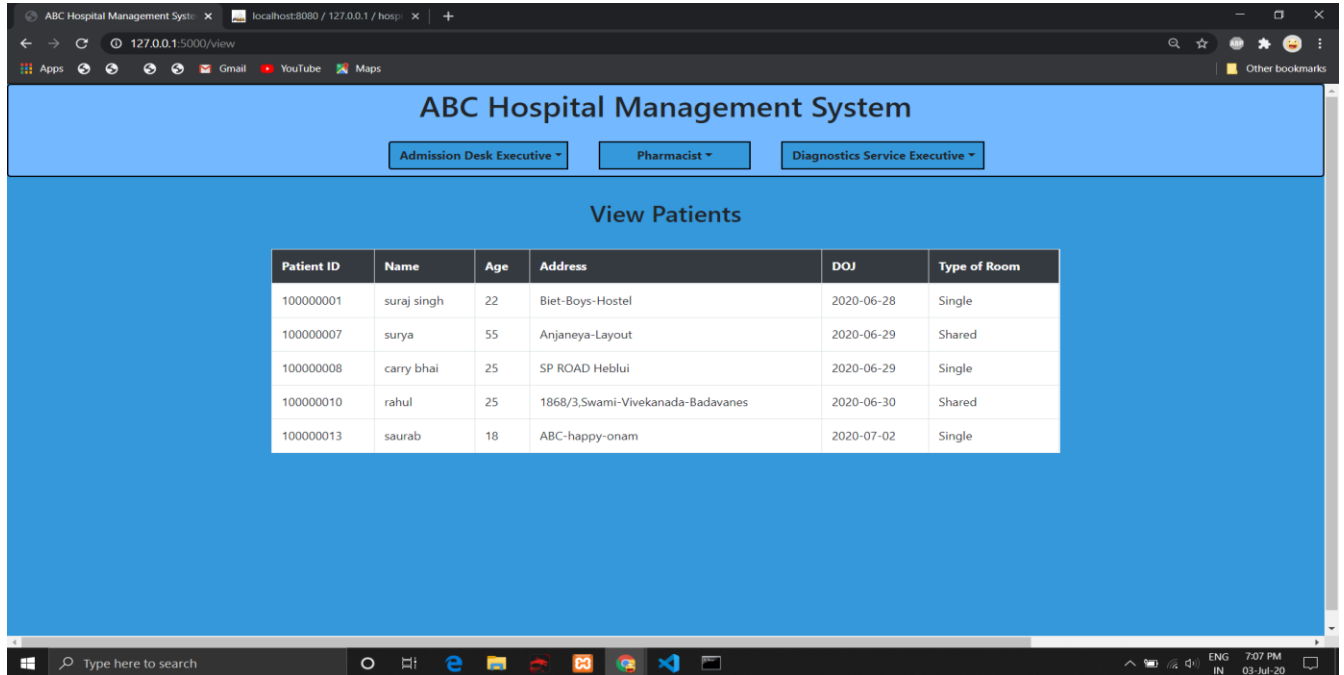 ABC Hospital Management Syste
localhost:8080 / 127.0.0.1 / hospi
127.0.0.1:5000/view
Apps Gmail YouTube Maps Other bookmarks
ABC Hospital Management System
Admission Desk Executive Pharmacist Diagnostics Service Executive
View Patients
Patient ID Name Age Address DOJ Type of Room
100000001 suraj singh 22 Biet-Boys-Hostel 2020-06-28 Single
100000007 surya 55 Anjaneya-Layout 2020-06-29 Shared
100000008 carry bhai 25 SP ROAD Heblui 2020-06-29 Single
100000010 rahul 25 1868/3,Swami-Vivekanada-Badavanes 2020-06-30 Shared
100000013 saurab 18 ABC-happy-onam 2020-07-02 Single
Type here to search
ENG 7:07 PM
IN 03-Jul-20